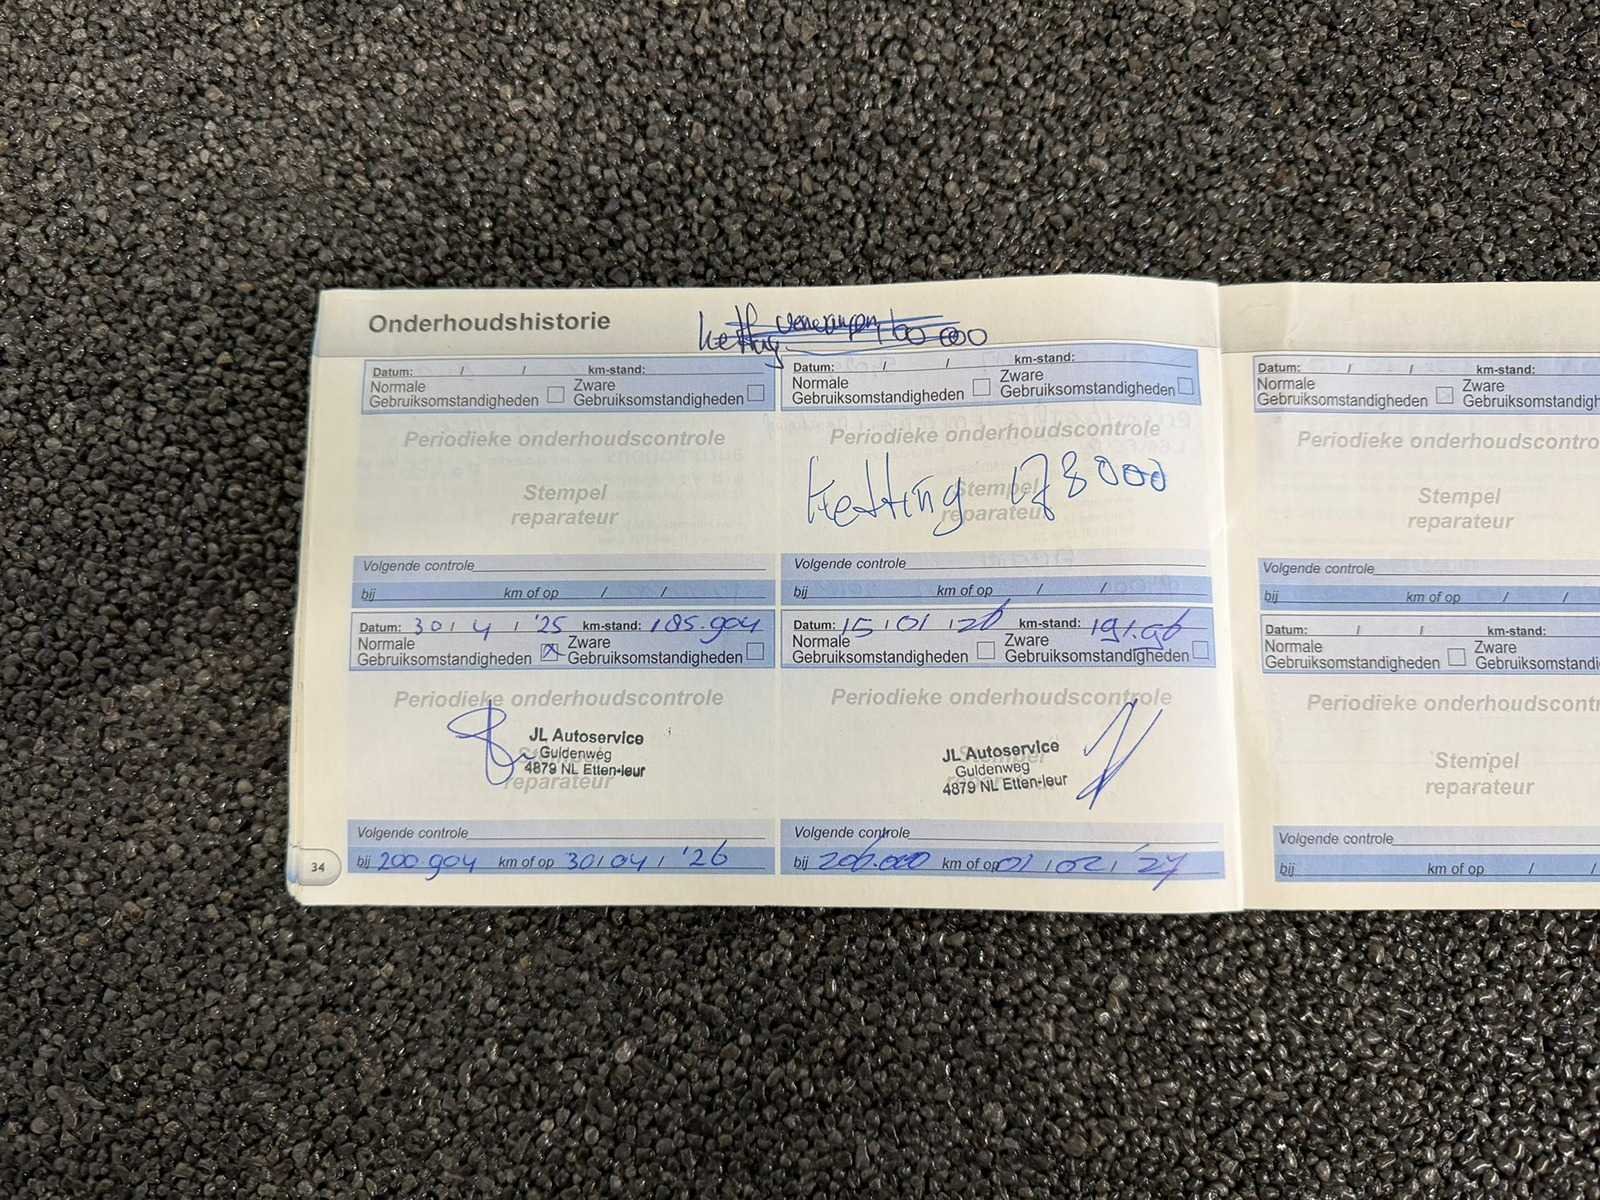 Onderhoudshistorie
Datum: / / km-stand:
Normale Gebruiksomstandigheden
Zware Gebruiksomstandigheden
Periodieke onderhoudscontrole
Stempel
reparateur
Volgende controle
bij km of op / /
Datum: / / km-stand:
Normale Gebruiksomstandigheden
Zware Gebruiksomstandigheden
Periodieke onderhoudscontrole
Stempel
reparateur
Ketting 178000
Volgende controle
bij km of op / /
Datum: 30 / 4 / '25 km-stand: 185.904
Normale Gebruiksomstandigheden
Zware Gebruiksomstandigheden
Periodieke onderhoudscontrole
JL Autoservice
Guldenweg
4879 NL Etten-leur
reparateur
Volgende controle
bij 200.904 km of op 30 / 04 / '26
Datum: 15 / 01 / 26 km-stand:
Normale Gebruiksomstandigheden
Zware Gebruiksomstandigheden
Periodieke onderhoudscontrole
JL Autoservice
Guldenweg
4879 NL Etten-leur
Volgende controle
bij 206.000 km of op 01 / 02 / '27
34
Datum: / / km-stand:
Normale Gebruiksomstandigheden
Zware
Periodieke onderhoudscontro
Stempel
reparateur
Volgende controle
bij km of op / /
Datum: / / km-stand:
Normale Gebruiksomstandigheden
Zware
Periodieke onderhoudscontr
Stempel
reparateur
Volgende controle
bij km of op / /